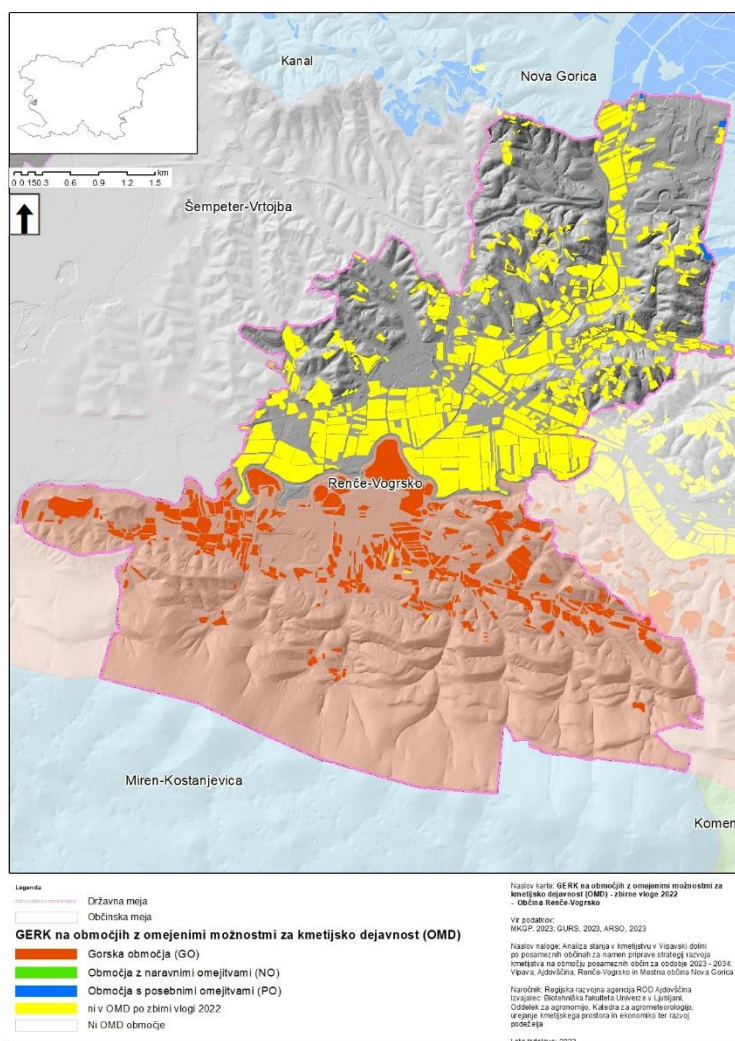 Kanal
Nova Gorica
km
0 0.150.3 0.6 0.9 1.2 1.5
Šempeter-Vrtojba
Renče-Vogrsko
Miren-Kostanjevica
Komen
Legenda
Državna meja
Občinska meja
GERK na območjih z omejenimi možnostmi za kmetijsko dejavnost (OMD)
Gorska območja (GO)
Območja z naravnimi omejitvami (NO)
Območja s posebnimi omejitvami (PO)
ni v OMD po zbirni vlogi 2022
Ni OMD območje
Naslov karte: GERK na območjih z omejenimi možnostmi za
kmetijsko dejavnost (OMD) - zbirne vloge 2022
- Občina Renče-Vogrsko
Vir podatkov:
MKGP, 2023; GURS, 2023, ARSO, 2023
Naslov naloge: Analiza stanja v kmetijstvu v Vipavski dolini
po posameznih občinah za namen priprave strategij razvoja
kmetijstva na območju posameznih občin za obdobje 2023 - 2034:
Vipava, Ajdovščina, Renče-Vogrsko in Mestna občina Nova Gorica
Naročnik: Regijska razvojna agencija ROD Ajdovščina
Izvajalec: Biotehniška fakulteta Univerze v Ljubljani,
Oddelek za agronomijo, Katedra za agrometeorologijo,
urejanje kmetijskega prostora in ekonomiko ter razvoj
podeželja